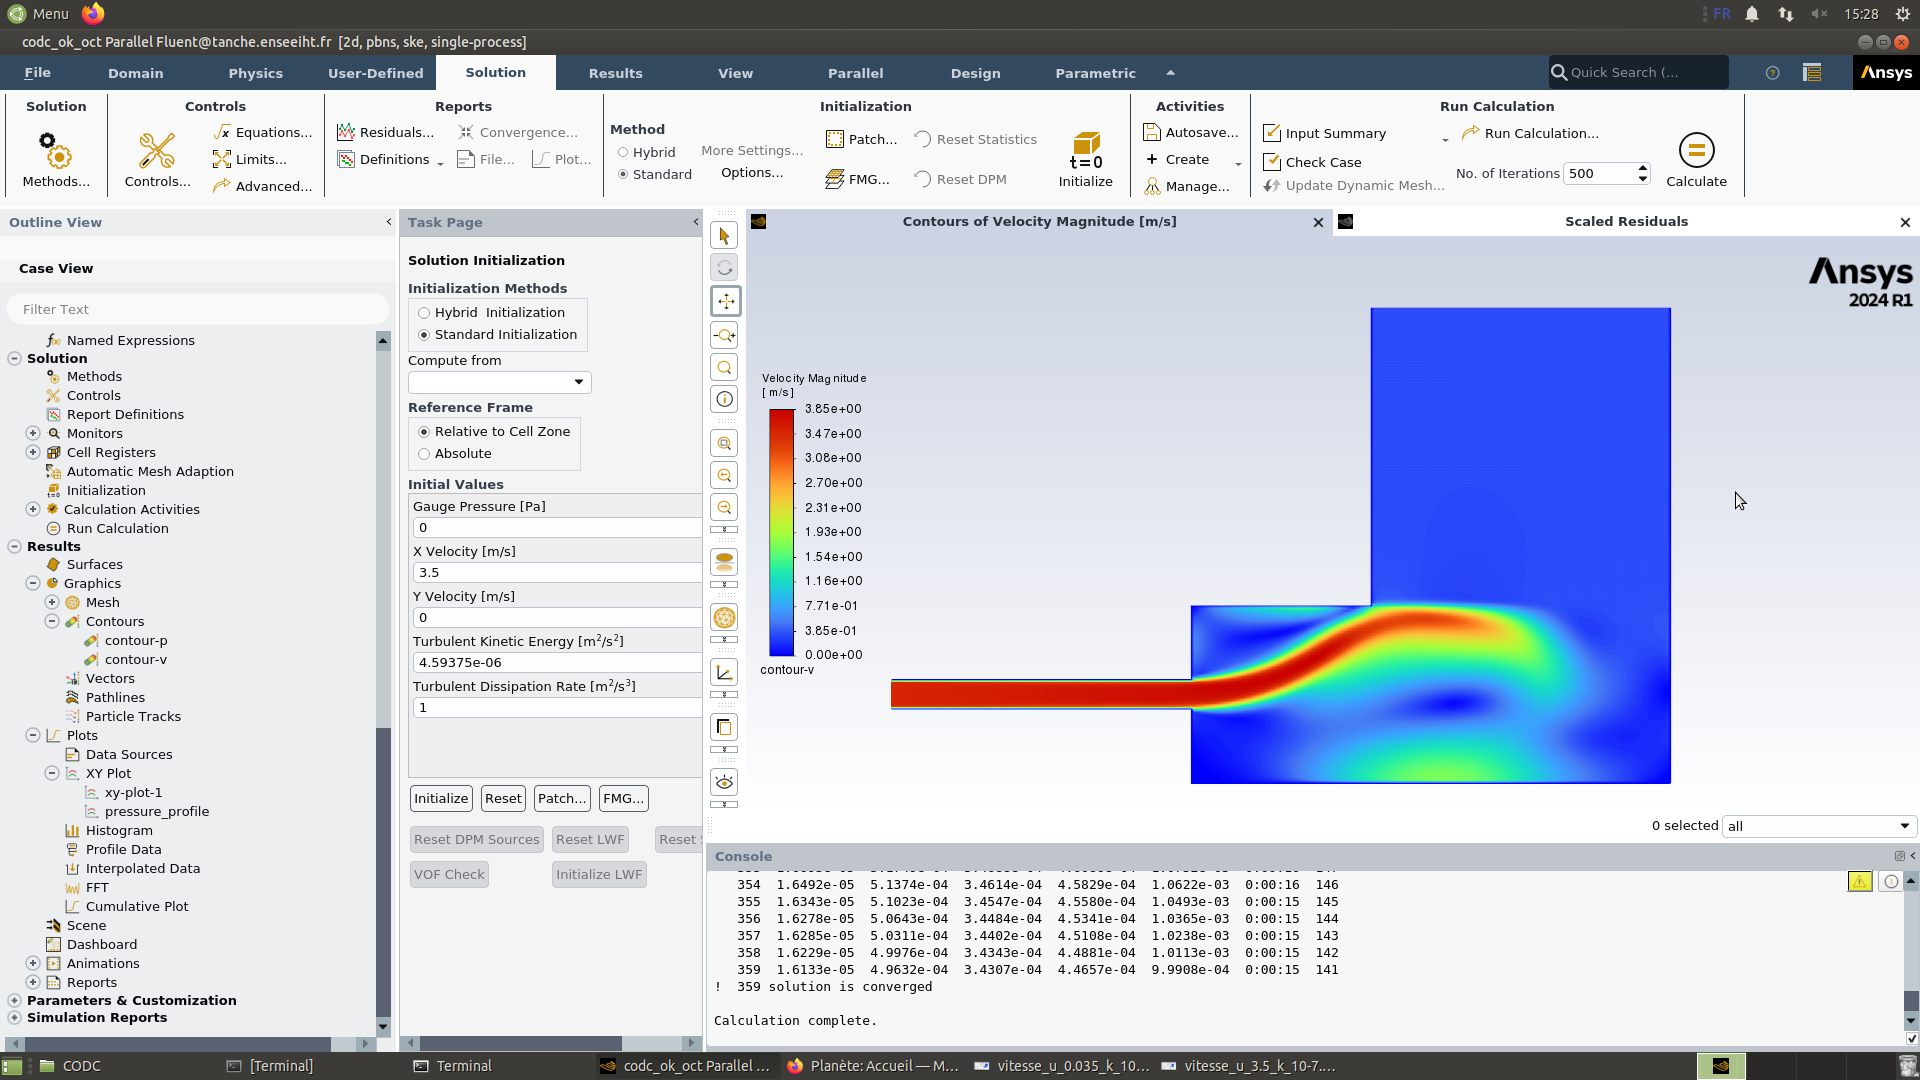 Menu
FR
15:28
codc_ok_oct Parallel Fluent@tanche.enseeiht.fr [2d, pbns, ske, single-process]
File Domain Physics User-Defined Solution Results View Parallel Design Parametric
Quick Search (...
Ansys
Solution
Methods...
Controls
Controls...
Equations...
Limits...
Advanced...
Reports
Residuals...
Convergence...
Definitions
File...
Plot...
Initialization
Method
Hybrid
Standard
More Settings...
Options...
Patch...
Reset Statistics
FMG...
Reset DPM
t=0
Initialize
Activities
Autosave...
Create
Manage...
Run Calculation
Input Summary
Run Calculation...
Check Case
Update Dynamic Mesh...
No. of Iterations 500
Calculate
Outline View
Case View
Filter Text
Named Expressions
Solution
Methods
Controls
Report Definitions
Monitors
Cell Registers
Automatic Mesh Adaption
Initialization
Calculation Activities
Run Calculation
Results
Surfaces
Graphics
Mesh
Contours
contour-p
contour-v
Vectors
Pathlines
Particle Tracks
Plots
Data Sources
XY Plot
xy-plot-1
pressure_profile
Histogram
Profile Data
Interpolated Data
FFT
Cumulative Plot
Scene
Dashboard
Animations
Reports
Parameters & Customization
Simulation Reports
Task Page
Solution Initialization
Initialization Methods
Hybrid Initialization
Standard Initialization
Compute from
Reference Frame
Relative to Cell Zone
Absolute
Initial Values
Gauge Pressure [Pa]
0
X Velocity [m/s]
3.5
Y Velocity [m/s]
0
Turbulent Kinetic Energy [m²/s²]
4.59375e-06
Turbulent Dissipation Rate [m²/s³]
1
Initialize Reset Patch... FMG...
Reset DPM Sources Reset LWF Reset
VOF Check Initialize LWF
Contours of Velocity Magnitude [m/s]
Scaled Residuals
Ansys
2024 R1
Velocity Magnitude
[ m/s ]
3.85e+00
3.47e+00
3.08e+00
2.70e+00
2.31e+00
1.93e+00
1.54e+00
1.16e+00
7.71e-01
3.85e-01
0.00e+00
contour-v
0 selected all
Console
354 1.6492e-05 5.1374e-04 3.4614e-04 4.5829e-04 1.0622e-03 0:00:16 146
355 1.6343e-05 5.1023e-04 3.4547e-04 4.5580e-04 1.0493e-03 0:00:15 145
356 1.6278e-05 5.0643e-04 3.4484e-04 4.5341e-04 1.0365e-03 0:00:15 144
357 1.6285e-05 5.0311e-04 3.4402e-04 4.5108e-04 1.0238e-03 0:00:15 143
358 1.6229e-05 4.9976e-04 3.4343e-04 4.4881e-04 1.0113e-03 0:00:15 142
359 1.6133e-05 4.9632e-04 3.4307e-04 4.4657e-04 9.9908e-04 0:00:15 141
! 359 solution is converged
Calculation complete.
CODC
[Terminal]
Terminal
codc_ok_oct Parallel ...
Planète: Accueil — M...
vitesse_u_0.035_k_10...
vitesse_u_3.5_k_10-7....